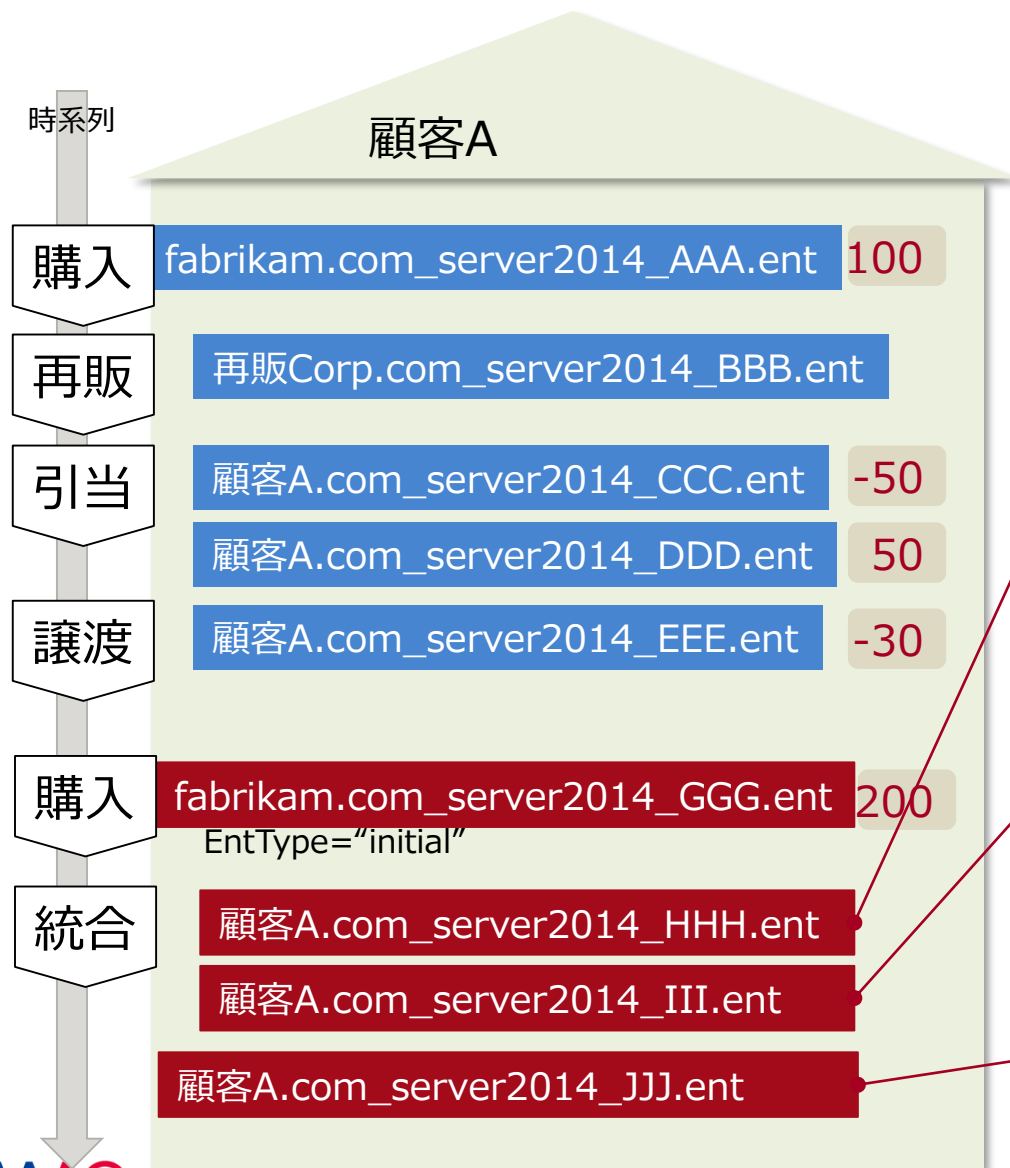 時系列
顧客A
購入
fabrikam.com_server2014_AAA.ent
100
再販
再販Corp.com_server2014_BBB.ent
引当
顧客A.com_server2014_CCC.ent
-50
顧客A.com_server2014_DDD.ent
50
譲渡
顧客A.com_server2014_EEE.ent
-30
購入
fabrikam.com_server2014_GGG.ent
200
EntType=“initial”
統合
顧客A.com_server2014_HHH.ent
顧客A.com_server2014_III.ent
顧客A.com_server2014_JJJ.ent